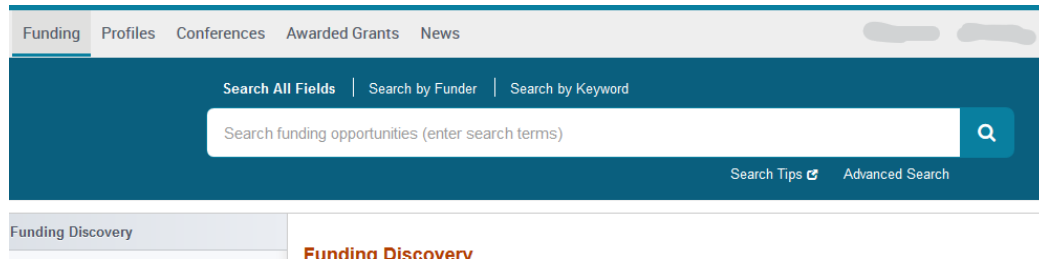 Funding Profiles Conferences Awarded Grants News
Search All Fields Search by Funder Search by Keyword
Search funding opportunities (enter search terms)
Search Tips Advanced Search
Funding Discovery
Funding Discovery